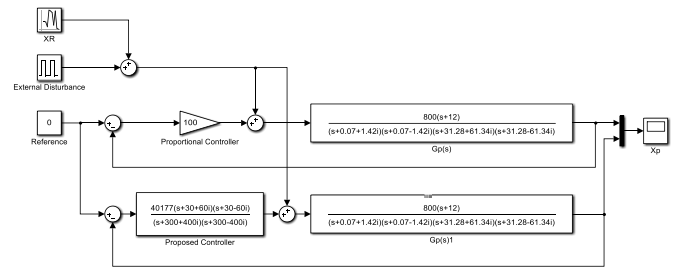 XR
External Disturbance
0
Reference
100
Proportional Controller
800(s+12)
(s+0.07+1.42i)(s+0.07-1.42i)(s+31.28+61.34i)(s+31.28-61.34i)
Gp(s)
Xp
40177(s+30+60i)(s+30-60i)
(s+300+400i)(s+300-400i)
Proposed Controller
800(s+12)
(s+0.07+1.42i)(s+0.07-1.42i)(s+31.28+61.34i)(s+31.28-61.34i)
Gp(s)1